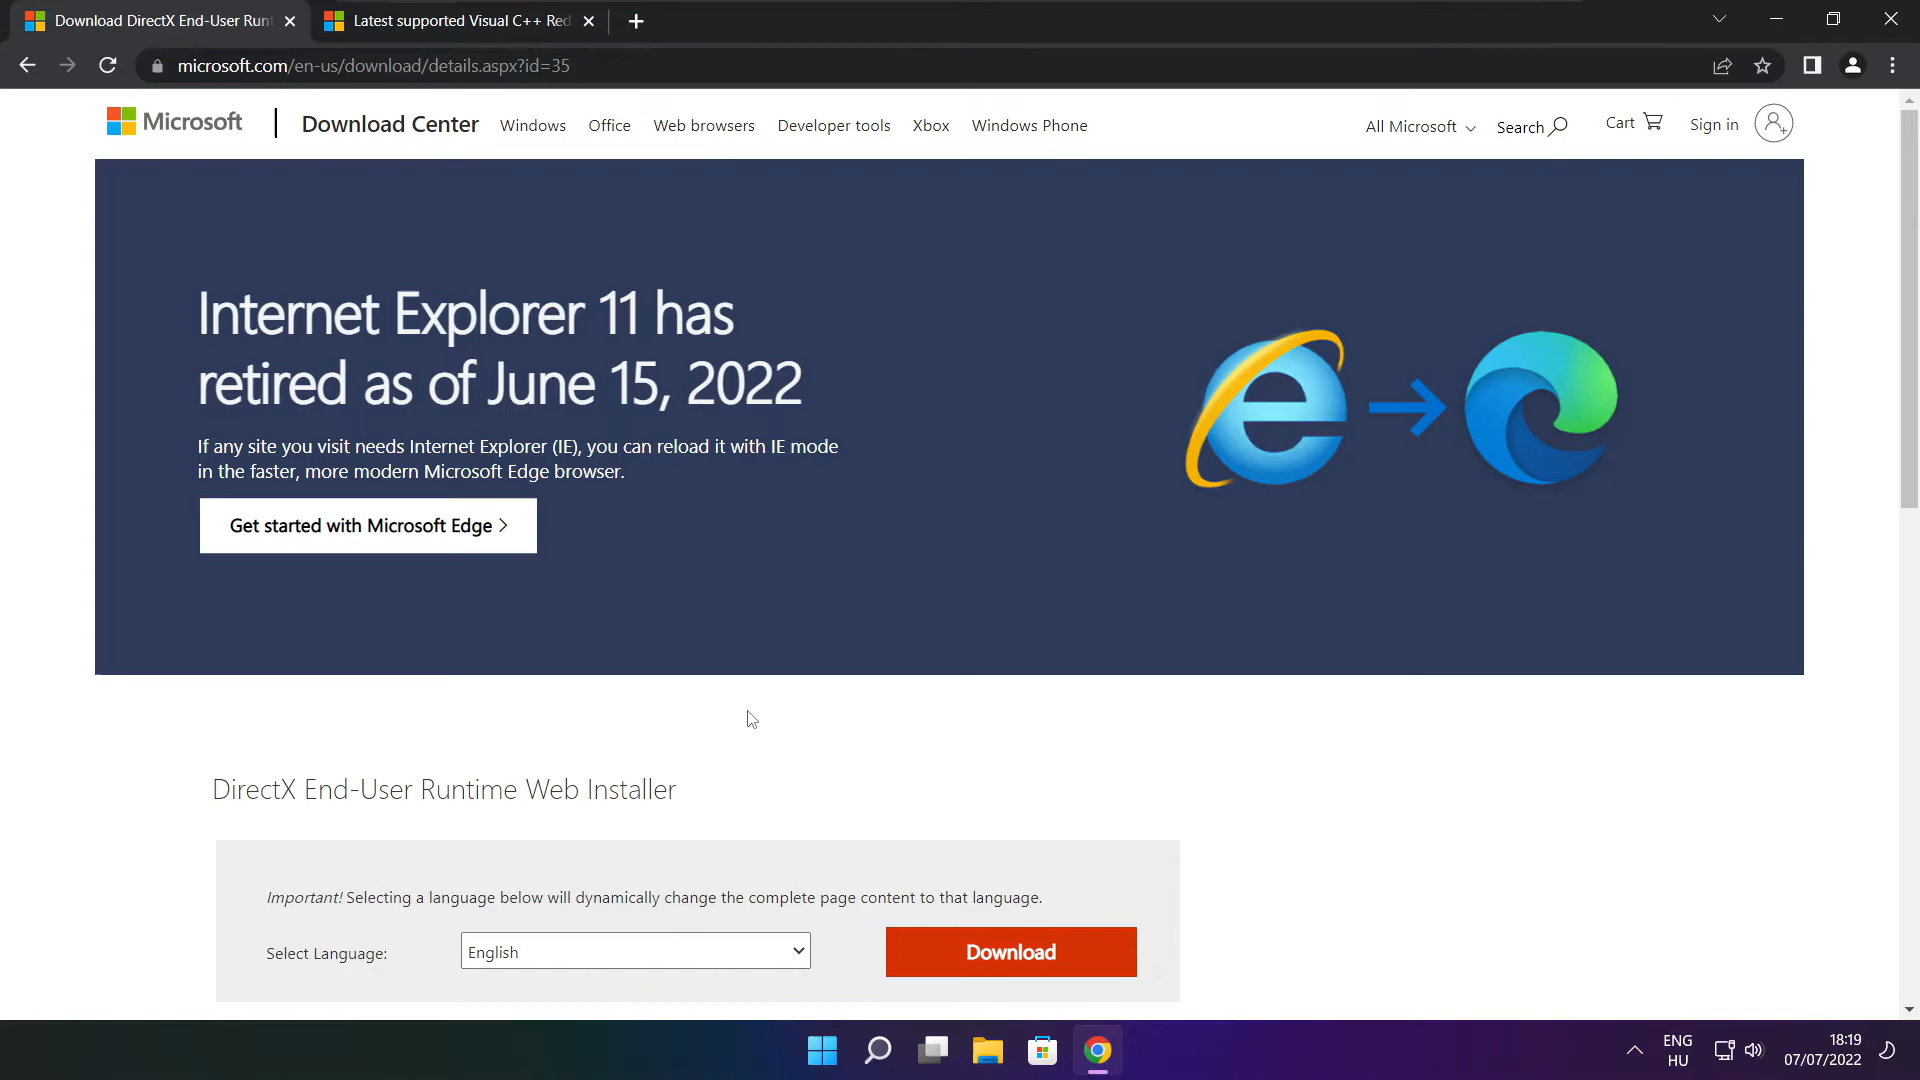 Download DirectX End-User Runt
Latest supported Visual C++ Red
microsoft.com/en-us/download/details.aspx?id=35
Microsoft
Download Center
Windows
Office
Web browsers
Developer tools
Xbox
Windows Phone
All Microsoft
Search
Cart
Sign in
Internet Explorer 11 has
retired as of June 15, 2022
If any site you visit needs Internet Explorer (IE), you can reload it with IE mode
in the faster, more modern Microsoft Edge browser.
Get started with Microsoft Edge >
DirectX End-User Runtime Web Installer
Important! Selecting a language below will dynamically change the complete page content to that language.
Select Language:
English
Download
ENG
HU
18:19
07/07/2022